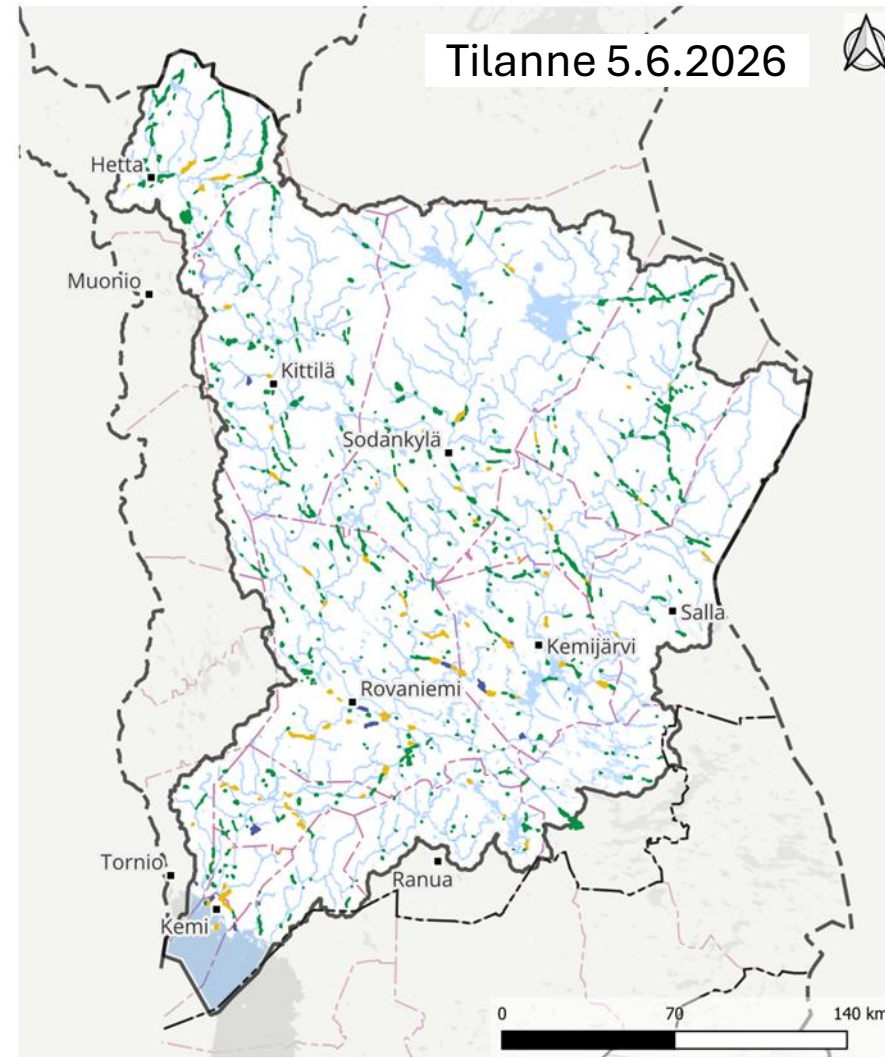 Tilanne 5.6.2026
Hetta
Muonio
Kittilä
Sodankylä
Salla
Kemijärvi
Rovaniemi
Tornio
Ranua
Kemi
0 70 140 km